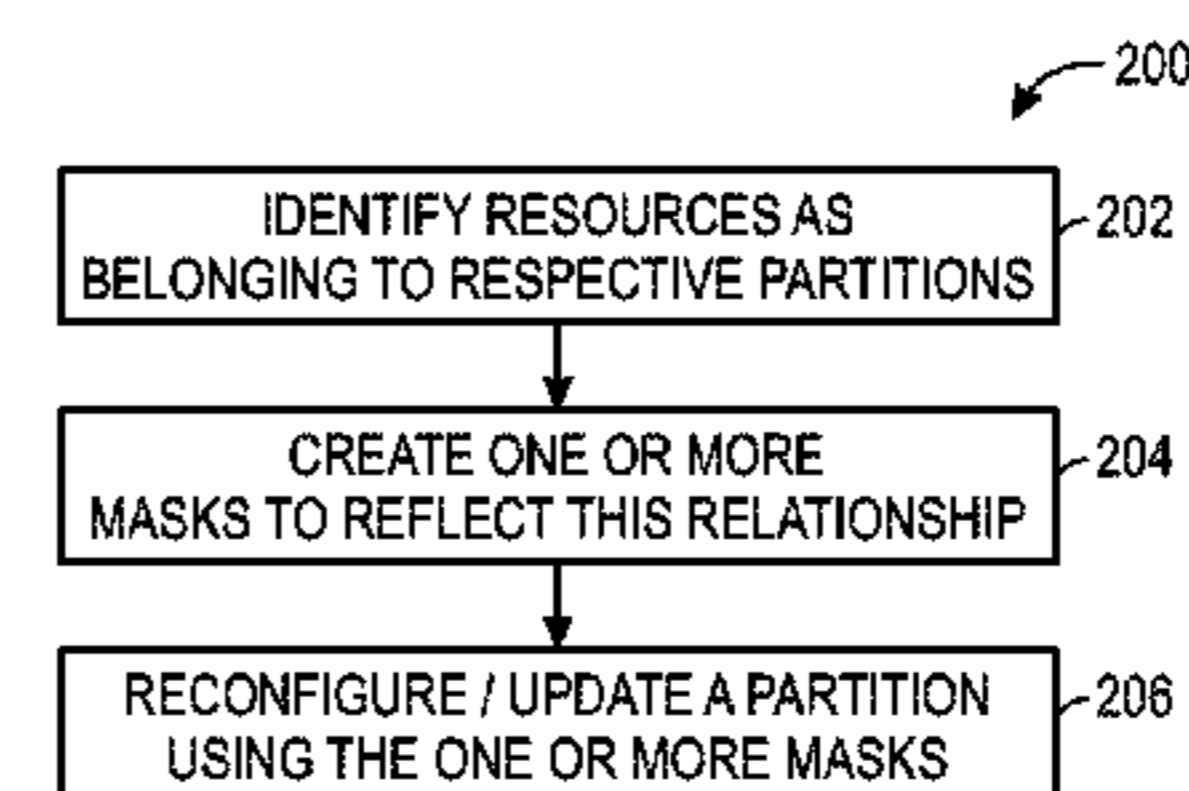 200
IDENTIFY RESOURCES AS
BELONGING TO RESPECTIVE PARTITIONS
202
CREATE ONE OR MORE
MASKS TO REFLECT THIS RELATIONSHIP
204
RECONFIGURE / UPDATE A PARTITION
USING THE ONE OR MORE MASKS
206